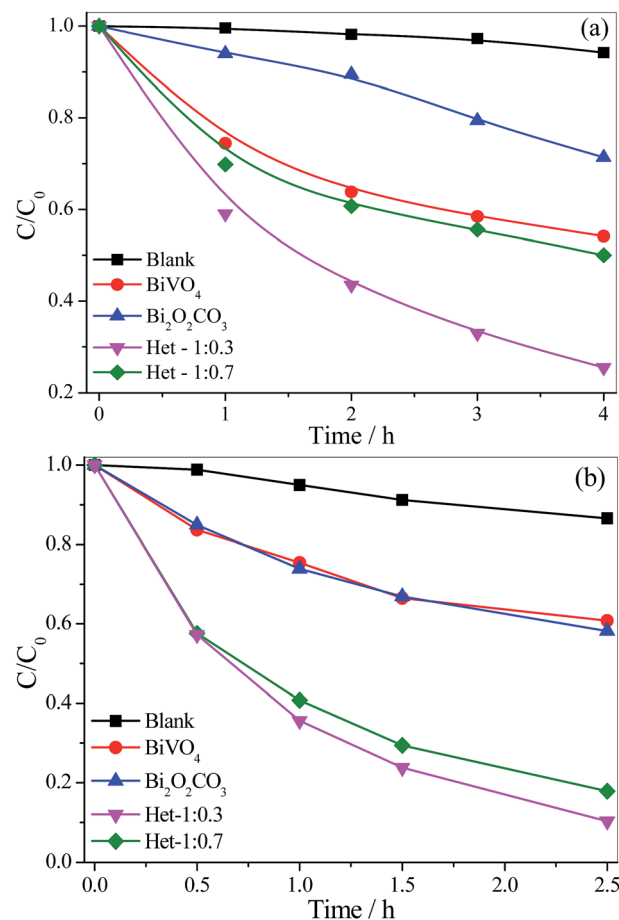 (a)
1.0
0.8
0.6
0.4
0.2
C/C₀
Blank
BiVO₄
Bi₂O₂CO₃
Het - 1:0.3
Het - 1:0.7
0 1 2 3 4
Time / h
(b)
1.0
0.8
0.6
0.4
0.2
0.0
C/C₀
Blank
BiVO₄
Bi₂O₂CO₃
Het-1:0.3
Het-1:0.7
0.0 0.5 1.0 1.5 2.0 2.5
Time / h